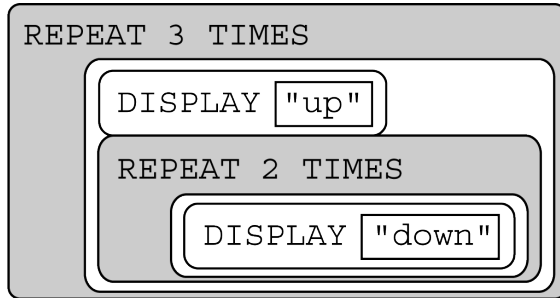 REPEAT 3 TIMES
DISPLAY "up"
REPEAT 2 TIMES
DISPLAY "down"